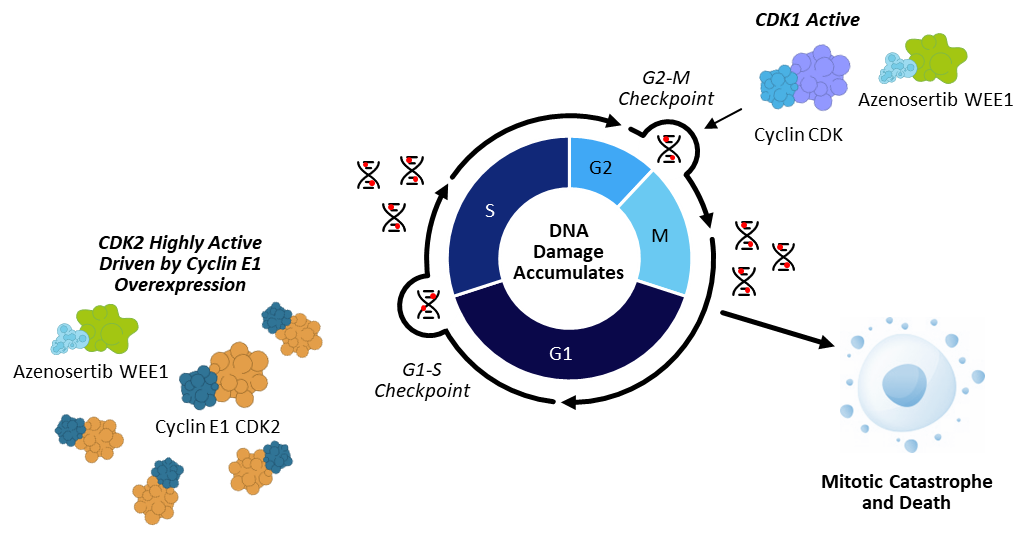 CDK1 Active
G2-M
Checkpoint
Azenosertib WEE1
Cyclin CDK
G2
S
M
DNA
Damage
Accumulates
CDK2 Highly Active
Driven by Cyclin E1
Overexpression
Azenosertib WEE1
G1
G1-S
Checkpoint
Cyclin E1 CDK2
Mitotic Catastrophe
and Death